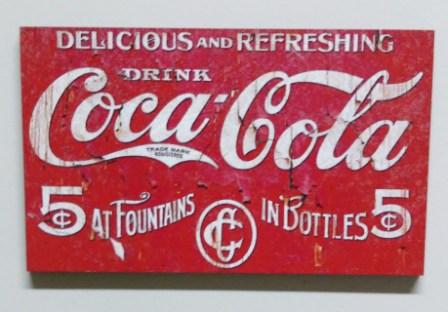 DELICIOUS AND REFRESHING
DRINK
Coca-Cola
TRADE MARK
REGISTERED
5¢ AT FOUNTAINS CC IN BOTTLES 5¢